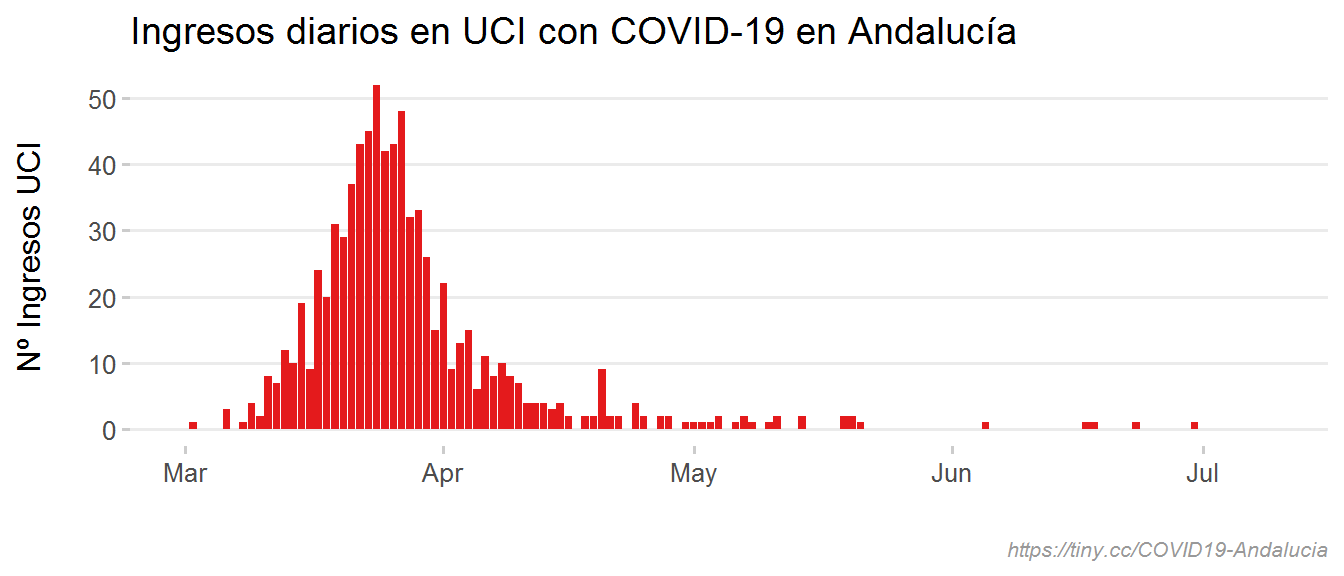 Ingresos diarios en UCI con COVID-19 en Andalucía
Nº Ingresos UCI
50
40
30
20
10
0
Mar Apr May Jun Jul
https://tiny.cc/COVID19-Andalucia